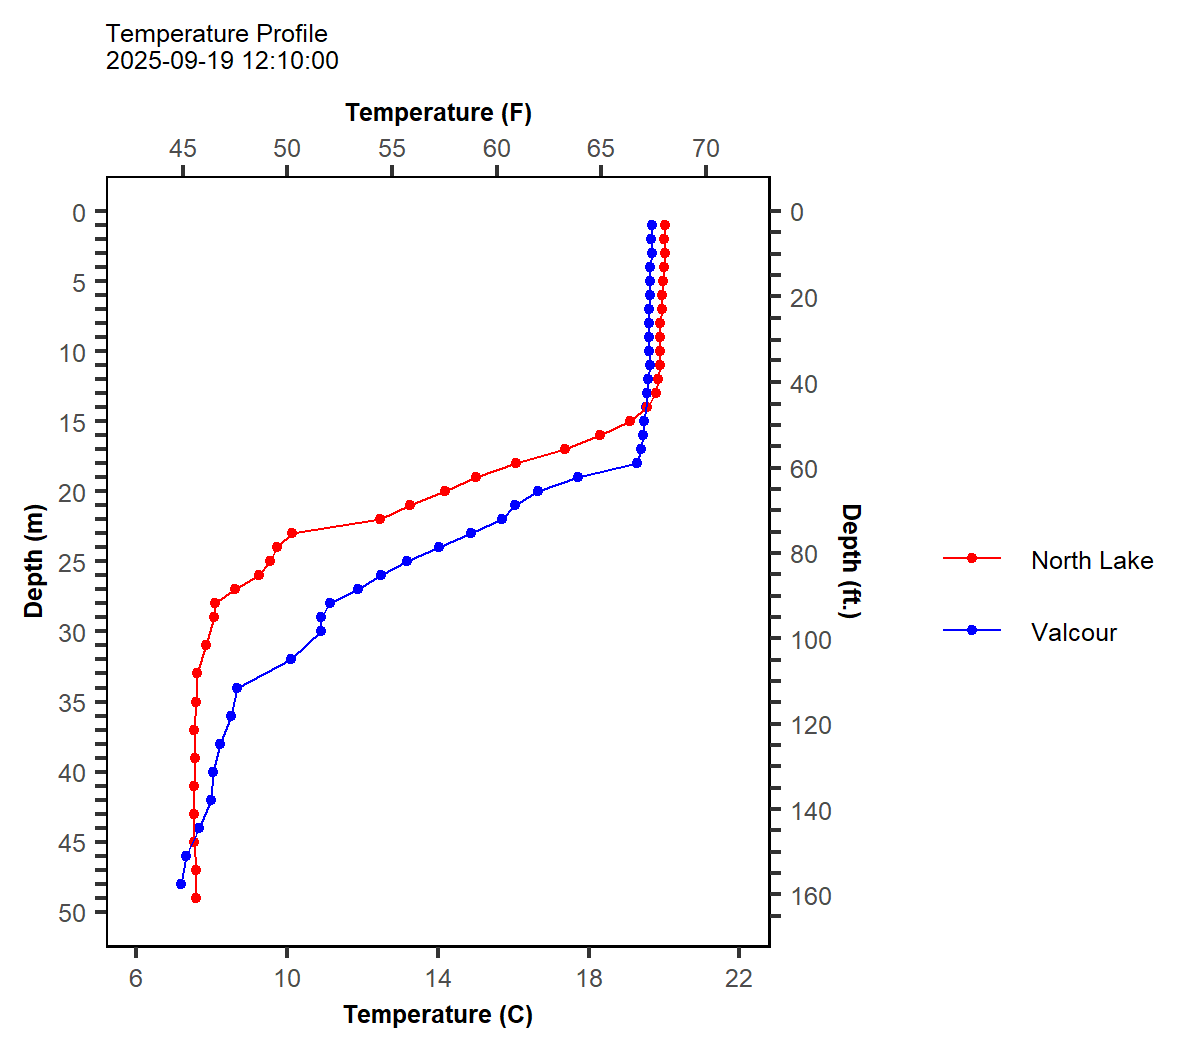 Temperature Profile
2025-09-19 12:10:00
Temperature (F)
45 50 55 60 65 70
0
5
10
15
20
25
30
35
40
45
50
Depth (m)
0
20
40
60
80
100
120
140
160
Depth (ft.)
6 10 14 18 22
Temperature (C)
North Lake
Valcour